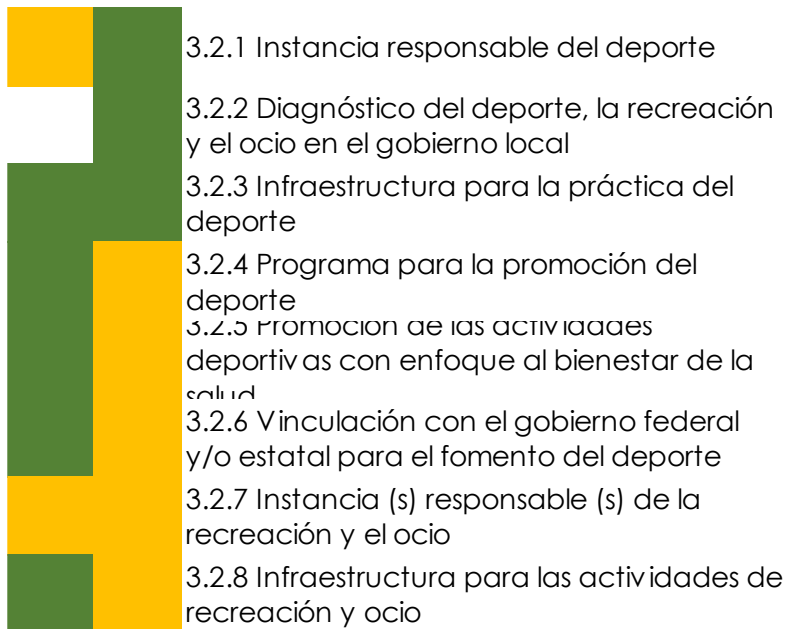 3.2.1 Instancia responsable del deporte
3.2.2 Diagnóstico del deporte, la recreación
y el ocio en el gobierno local
3.2.3 Infraestructura para la práctica del
deporte
3.2.4 Programa para la promoción del
deporte
3.2.5 Promoción de las actividades
deportivas con enfoque al bienestar de la
salud
3.2.6 Vinculación con el gobierno federal
y/o estatal para el fomento del deporte
3.2.7 Instancia (s) responsable (s) de la
recreación y el ocio
3.2.8 Infraestructura para las actividades de
recreación y ocio